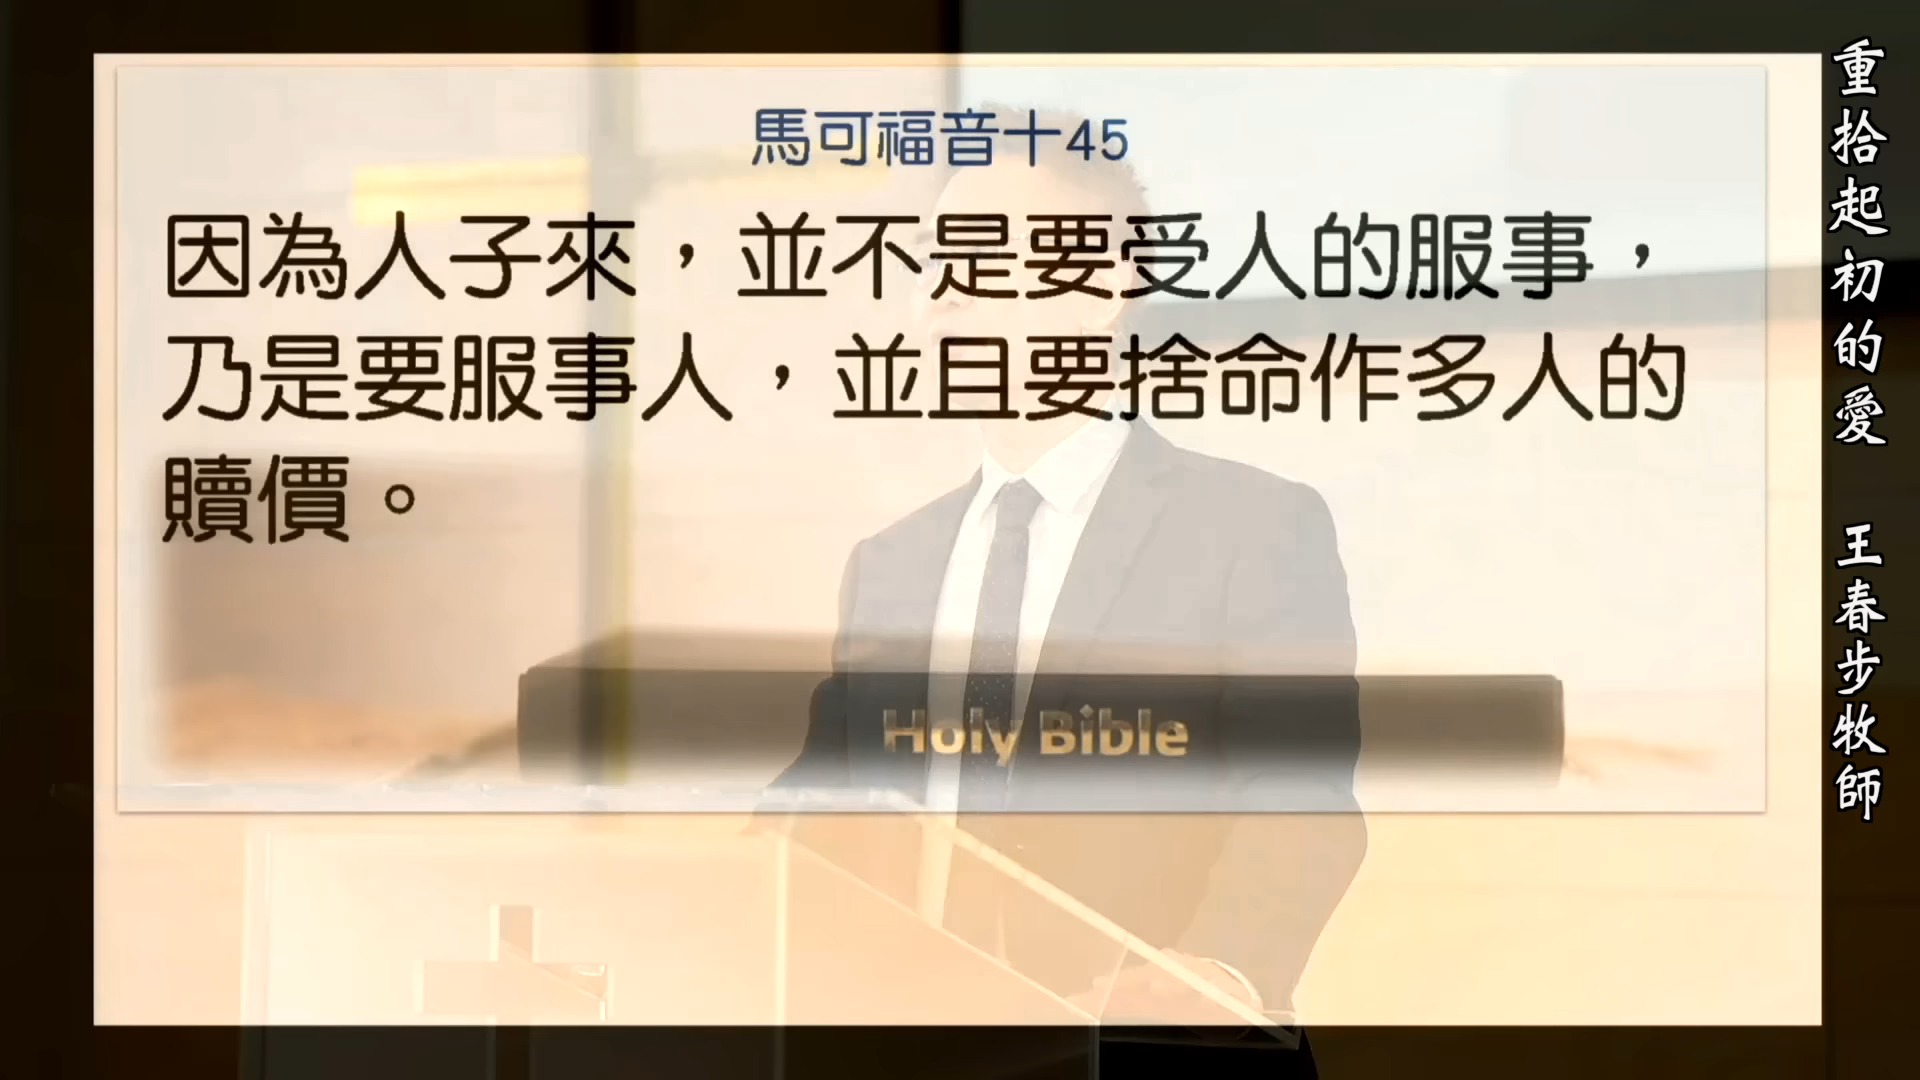 馬可福音十45
因為人子來，並不是要受人的服事，
乃是要服事人，並且要捨命作多人的
贖價。
Holy Bible
重拾起初的愛 王春步牧師